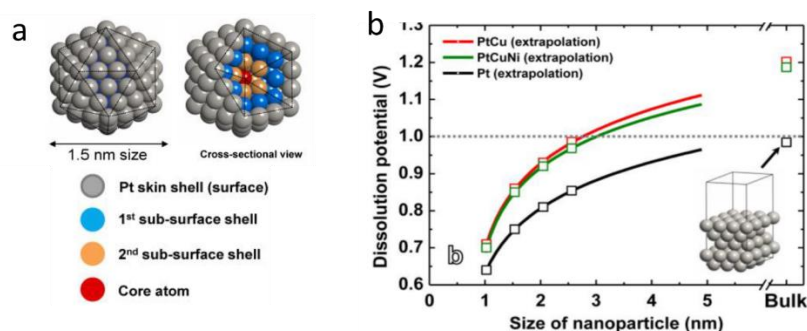 a
1.5 nm size
Cross-sectional view
Pt skin shell (surface)
1st sub-surface shell
2nd sub-surface shell
Core atom
b
Dissolution potential (V)
1.3
1.2
1.1
1.0
0.9
0.8
0.7
0.6
PtCu (extrapolation)
PtCuNi (extrapolation)
Pt (extrapolation)
b
0 1 2 3 4 5 Bulk
Size of nanoparticle (nm)